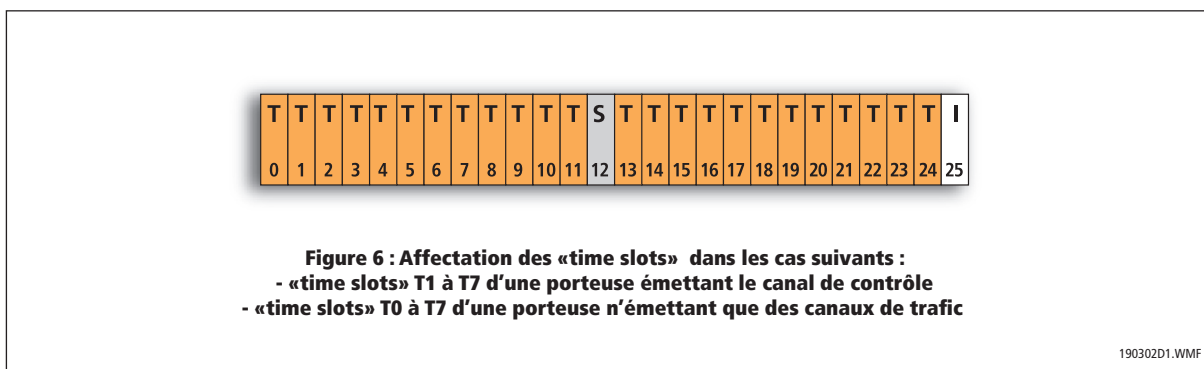 T T T T T T T T T T T T S T T T T T T T T T T T T I
0 1 2 3 4 5 6 7 8 9 10 11 12 13 14 15 16 17 18 19 20 21 22 23 24 25
Figure 6 : Affectation des «time slots» dans les cas suivants :
- «time slots» T1 à T7 d’une porteuse émettant le canal de contrôle
- «time slots» T0 à T7 d’une porteuse n’émettant que des canaux de trafic
190302D1.WMF